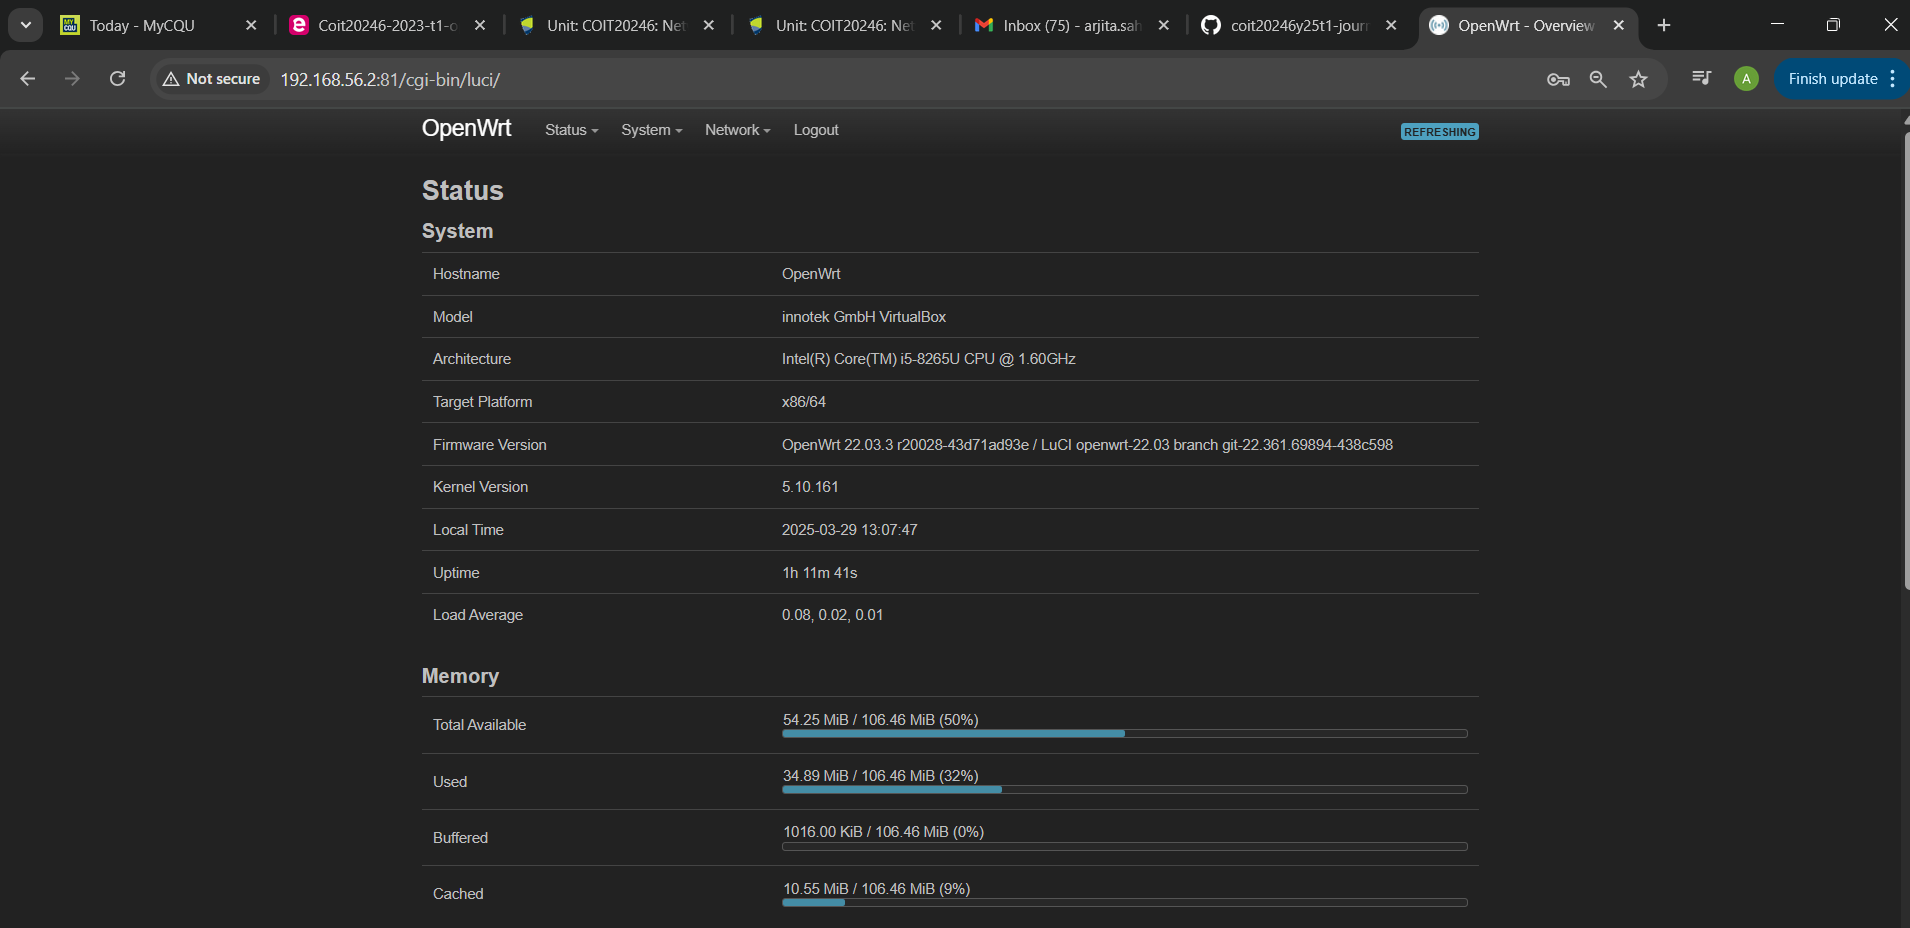 Today - MyCQU
Coit20246-2023-t1-o
Unit: COIT20246: Net
Unit: COIT20246: Net
Inbox (75) - arjita.sah
coit20246y25t1-journ
OpenWrt - Overview
Not secure
192.168.56.2:81/cgi-bin/luci/
A
Finish update
OpenWrt
Status
System
Network
Logout
REFRESHING
Status
System
Hostname OpenWrt
Model innotek GmbH VirtualBox
Architecture Intel(R) Core(TM) i5-8265U CPU @ 1.60GHz
Target Platform x86/64
Firmware Version OpenWrt 22.03.3 r20028-43d71ad93e / LuCI openwrt-22.03 branch git-22.361.69894-438c598
Kernel Version 5.10.161
Local Time 2025-03-29 13:07:47
Uptime 1h 11m 41s
Load Average 0.08, 0.02, 0.01
Memory
Total Available 54.25 MiB / 106.46 MiB (50%)
Used 34.89 MiB / 106.46 MiB (32%)
Buffered 1016.00 KiB / 106.46 MiB (0%)
Cached 10.55 MiB / 106.46 MiB (9%)